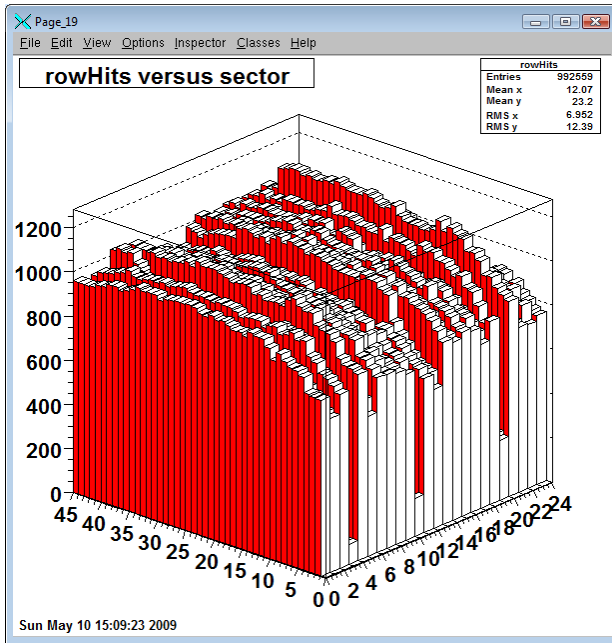 Page_19
File Edit View Options Inspector Classes Help
rowHits versus sector
rowHits
Entries 992559
Mean x 12.07
Mean y 23.2
RMS x 6.952
RMS y 12.39
1200
1000
800
600
400
200
0
45 40 35 30 25 20 15 10 5 0
0 2 4 6 8 10 12 14 16 18 20 22 24
Sun May 10 15:09:23 2009